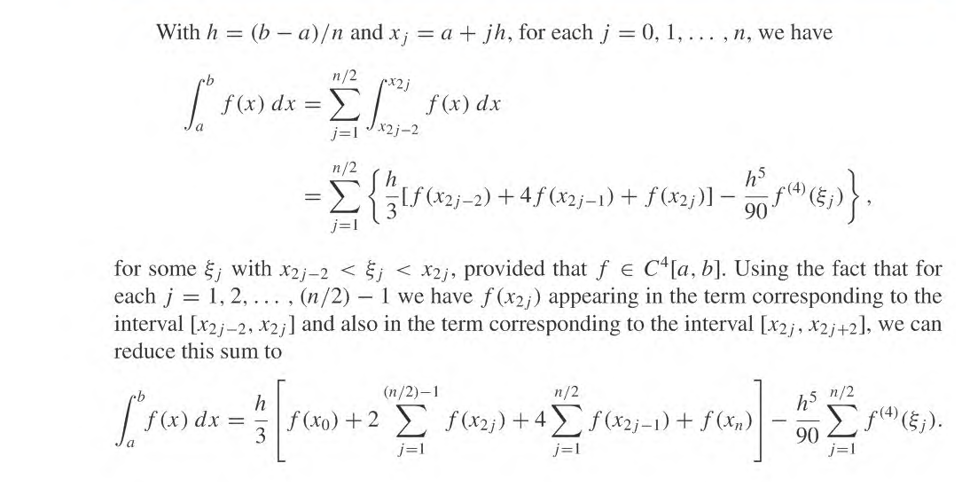 With h = (b − a)/n and x_j = a + jh, for each j = 0, 1, . . . , n, we have
∫_a^b f(x) dx = ∑_{j=1}^{n/2} ∫_{x_{2j−2}}^{x_{2j}} f(x) dx
= ∑_{j=1}^{n/2} { h/3 [f(x_{2j−2}) + 4f(x_{2j−1}) + f(x_{2j})] − h^5/90 f^{(4)}(ξ_j) } ,
for some ξ_j with x_{2j−2} < ξ_j < x_{2j}, provided that f ∈ C^4[a, b]. Using the fact that for
each j = 1, 2, . . . , (n/2) − 1 we have f(x_{2j}) appearing in the term corresponding to the
interval [x_{2j−2}, x_{2j}] and also in the term corresponding to the interval [x_{2j}, x_{2j+2}], we can
reduce this sum to
∫_a^b f(x) dx = h/3 [ f(x_0) + 2 ∑_{j=1}^{(n/2)−1} f(x_{2j}) + 4 ∑_{j=1}^{n/2} f(x_{2j−1}) + f(x_n) ] − h^5/90 ∑_{j=1}^{n/2} f^{(4)}(ξ_j).